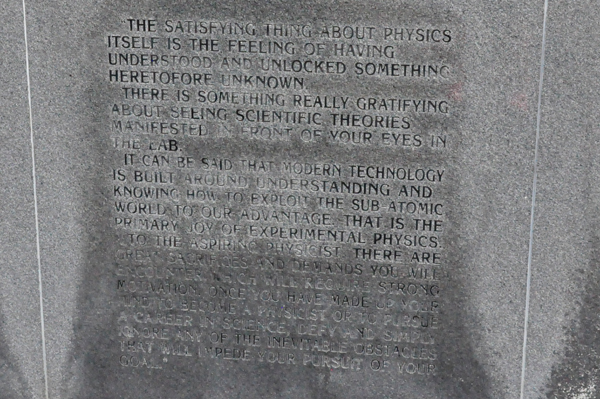 "THE SATISFYING THING ABOUT PHYSICS
ITSELF IS THE FEELING OF HAVING
UNDERSTOOD AND UNLOCKED SOMETHING
HERETOFORE UNKNOWN.
THERE IS SOMETHING REALLY GRATIFYING
ABOUT SEEING SCIENTIFIC THEORIES
MANIFESTED IN FRONT OF YOUR EYES IN
THE LAB.
IT CAN BE SAID THAT MODERN TECHNOLOGY
IS BUILT AROUND UNDERSTANDING AND
KNOWING HOW TO EXPLOIT THE SUB-ATOMIC
WORLD TO OUR ADVANTAGE. THAT IS THE
PRIMARY JOY OF EXPERIMENTAL PHYSICS.
TO THE ASPIRING PHYSICIST, THERE ARE
GREAT SACRIFICES AND DEMANDS YOU WILL
ENCOUNTER WHICH WILL REQUIRE STRONG
MOTIVATION. ONCE YOU HAVE MADE UP YOUR
MIND TO BECOME A PHYSICIST OR TO PURSUE
A CAREER IN SCIENCE, DEFY AND SIMPLY
IGNORE ANY OF THE INEVITABLE OBSTACLES
THAT WILL IMPEDE YOUR PURSUIT OF YOUR
GOAL."